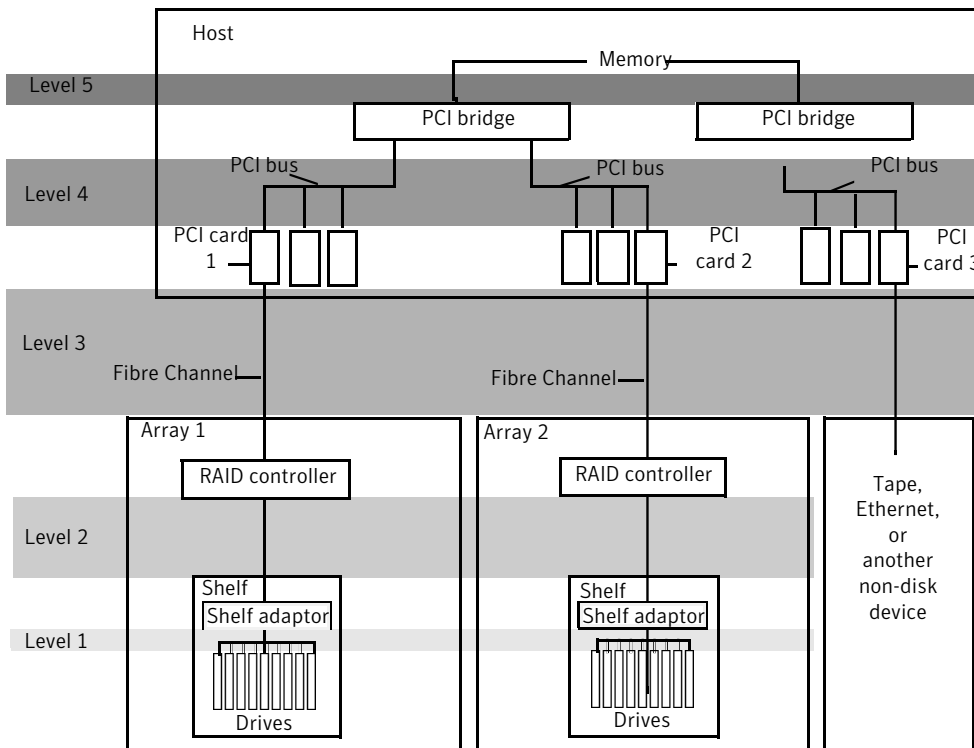 Host
Memory
Level 5
PCI bridge
PCI bridge
PCI bus
PCI bus
PCI bus
Level 4
PCI card
1
PCI
card 2
PCI
card 3
Level 3
Fibre Channel
Fibre Channel
Array 1
Array 2
RAID controller
RAID controller
Tape,
Ethernet,
or
another
non-disk
device
Level 2
Shelf
Shelf adaptor
Shelf
Shelf adaptor
Level 1
Drives
Drives